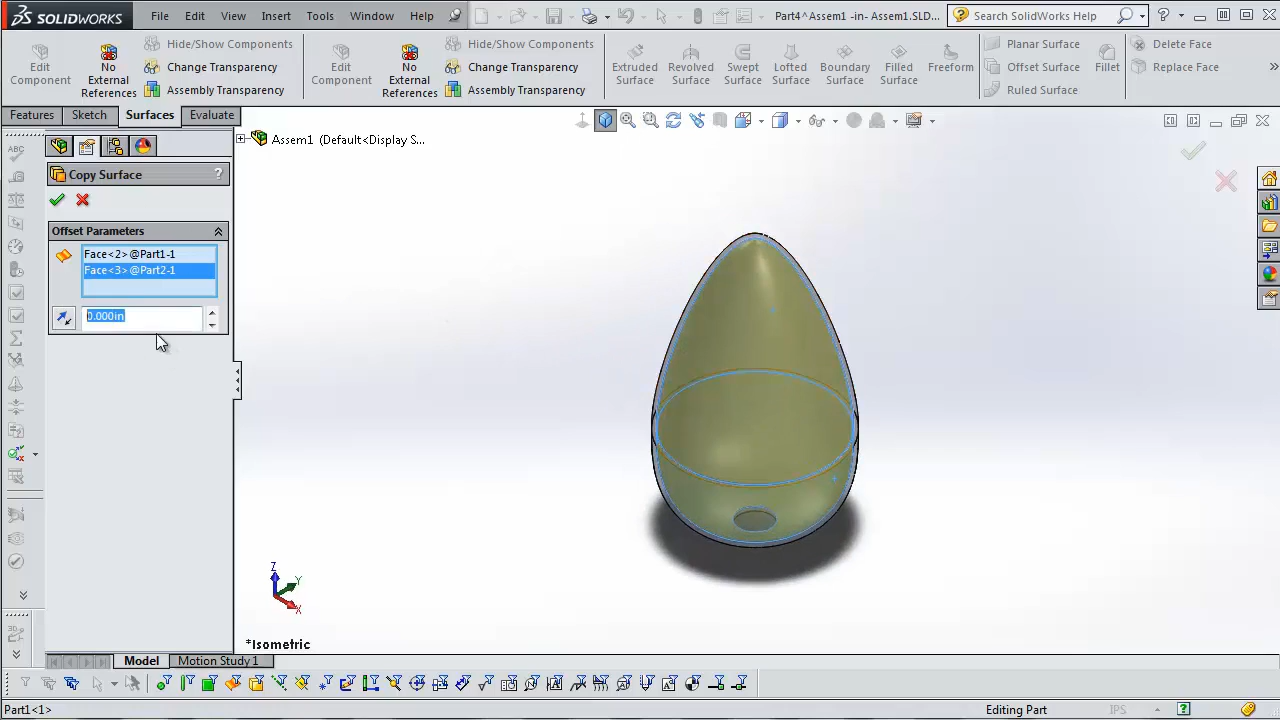 SOLIDWORKS File Edit View Insert Tools Window Help Part4^Assem1 -in- Assem1.SLD... Search SolidWorks Help
Edit Component
No External References
Hide/Show Components
Change Transparency
Assembly Transparency
Edit Component
No External References
Hide/Show Components
Change Transparency
Assembly Transparency
Extruded Surface
Revolved Surface
Swept Surface
Lofted Surface
Boundary Surface
Filled Surface
Freeform
Planar Surface
Offset Surface
Ruled Surface
Fillet
Delete Face
Replace Face
Features Sketch Surfaces Evaluate
Assem1 (Default<Display S...
Copy Surface ?
Offset Parameters
Face<2>@Part1-1
Face<3>@Part2-1
0.000in
ABC
Z
Y
X
*Isometric
Model Motion Study 1
Part1<1> Editing Part IPS ?